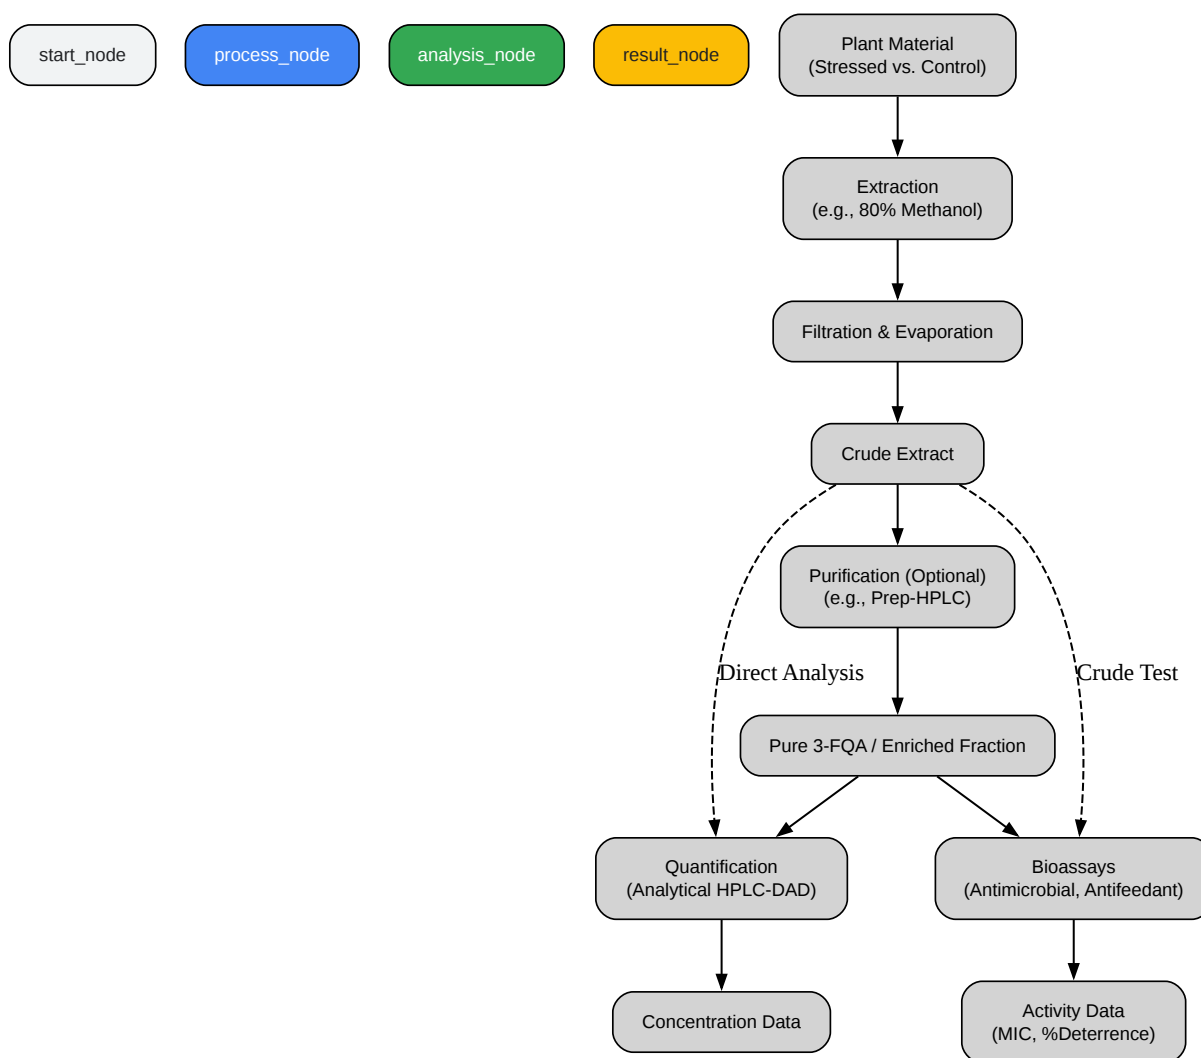 start_node
process_node
analysis_node
result_node
Plant Material
(Stressed vs. Control)
Extraction
(e.g., 80% Methanol)
Filtration & Evaporation
Crude Extract
Purification (Optional)
(e.g., Prep-HPLC)
Direct Analysis
Crude Test
Pure 3-FQA / Enriched Fraction
Quantification
(Analytical HPLC-DAD)
Bioassays
(Antimicrobial, Antifeedant)
Concentration Data
Activity Data
(MIC, %Deterrence)